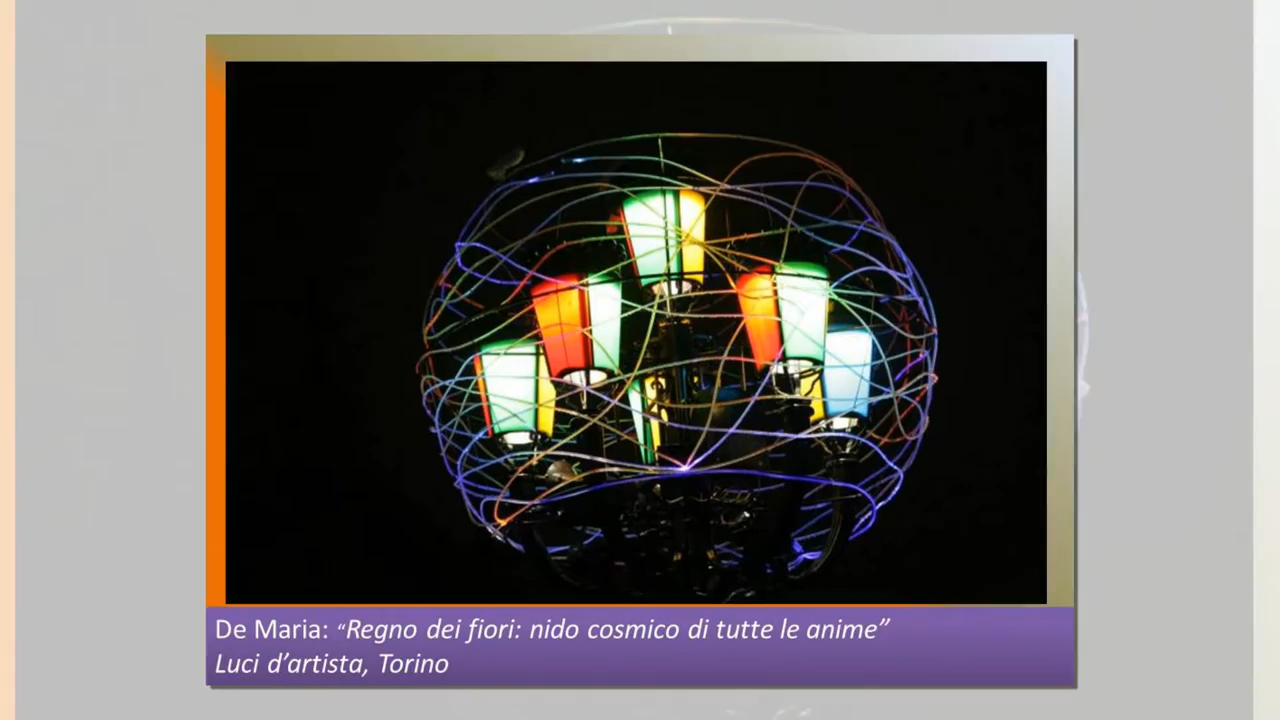 De Maria: “Regno dei fiori: nido cosmico di tutte le anime”
Luci d’artista, Torino